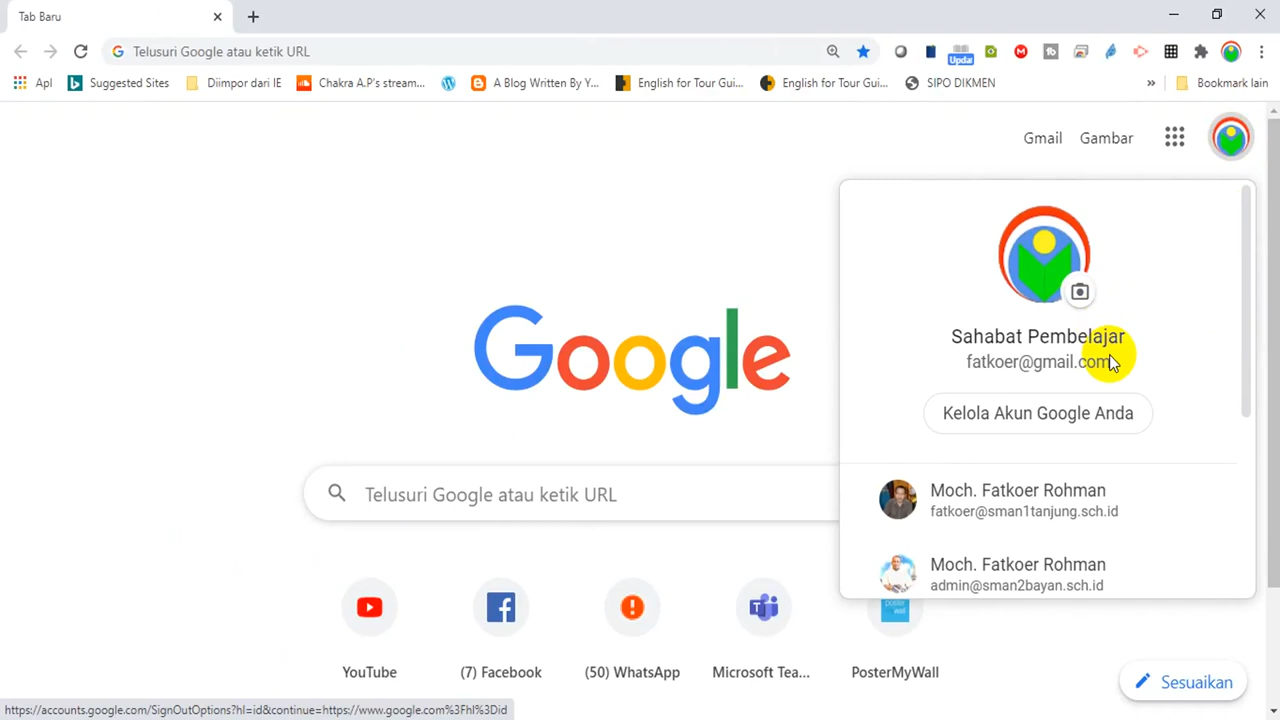 Tab Baru
Telusuri Google atau ketik URL
Updat
Apl
Suggested Sites
Diimpor dari IE
Chakra A.P's stream...
A Blog Written By Y...
English for Tour Gui...
English for Tour Gui...
SIPO DIKMEN
»
Bookmark lain
Gmail
Gambar
Sahabat Pembelajar
fatkoer@gmail.com
Kelola Akun Google Anda
Google
Moch. Fatkoer Rohman
fatkoer@sman1tanjung.sch.id
Telusuri Google atau ketik URL
Moch. Fatkoer Rohman
admin@sman2bayan.sch.id
YouTube
(7) Facebook
(50) WhatsApp
Microsoft Tea...
PosterMyWall
Sesuaikan
https://accounts.google.com/SignOutOptions?hl=id&continue=https://www.google.com%3Fhl%3Did